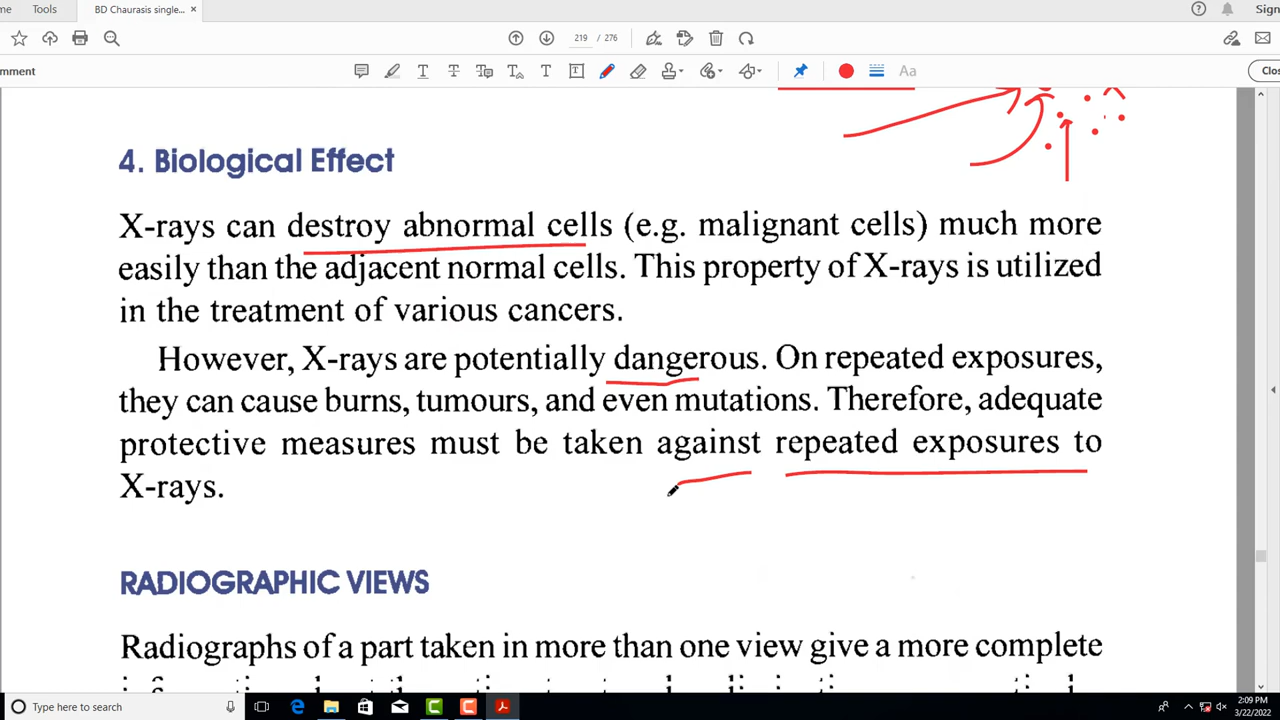 me Tools BD Chaurasis single... × Sign
219 / 276
mment Aa Clos
4. Biological Effect
X-rays can destroy abnormal cells (e.g. malignant cells) much more
easily than the adjacent normal cells. This property of X-rays is utilized
in the treatment of various cancers.
However, X-rays are potentially dangerous. On repeated exposures,
they can cause burns, tumours, and even mutations. Therefore, adequate
protective measures must be taken against repeated exposures to
X-rays.
RADIOGRAPHIC VIEWS
Radiographs of a part taken in more than one view give a more complete
Type here to search
2:09 PM
3/22/2022